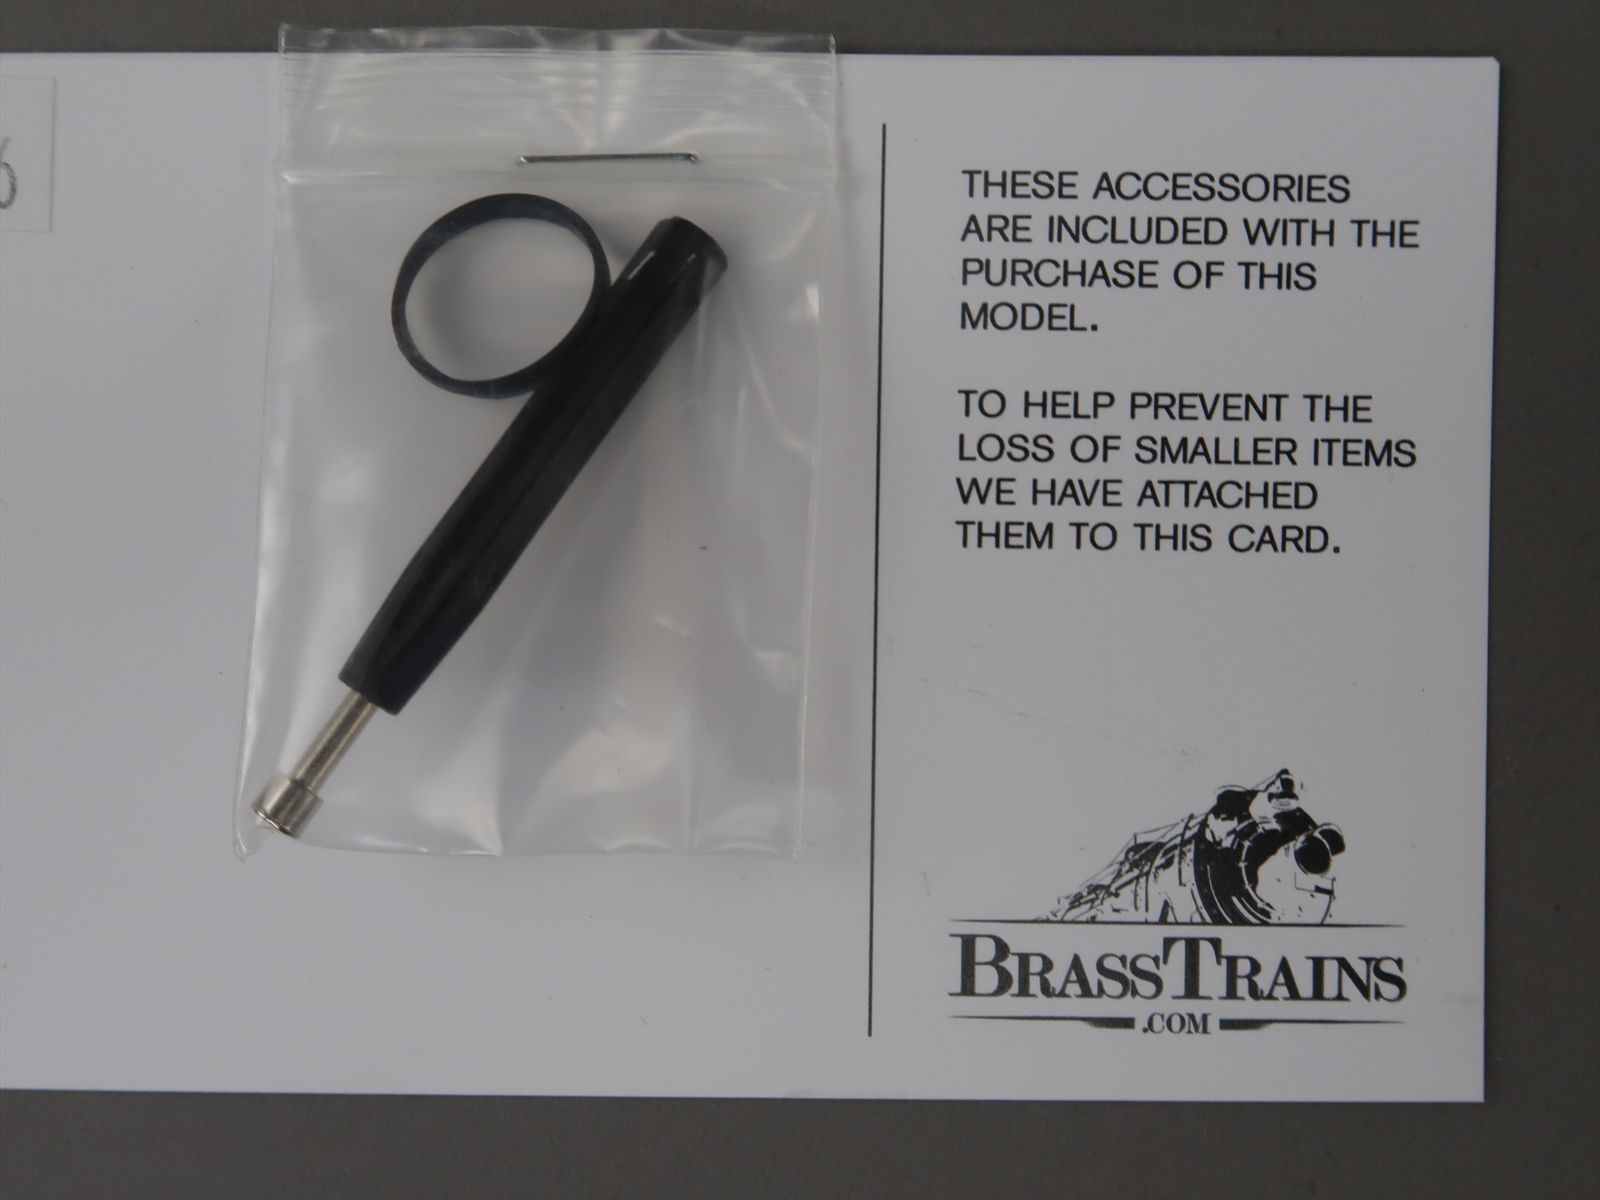 6
THESE ACCESSORIES
ARE INCLUDED WITH THE
PURCHASE OF THIS
MODEL.
TO HELP PREVENT THE
LOSS OF SMALLER ITEMS
WE HAVE ATTACHED
THEM TO THIS CARD.
BRASSTRAINS
.COM